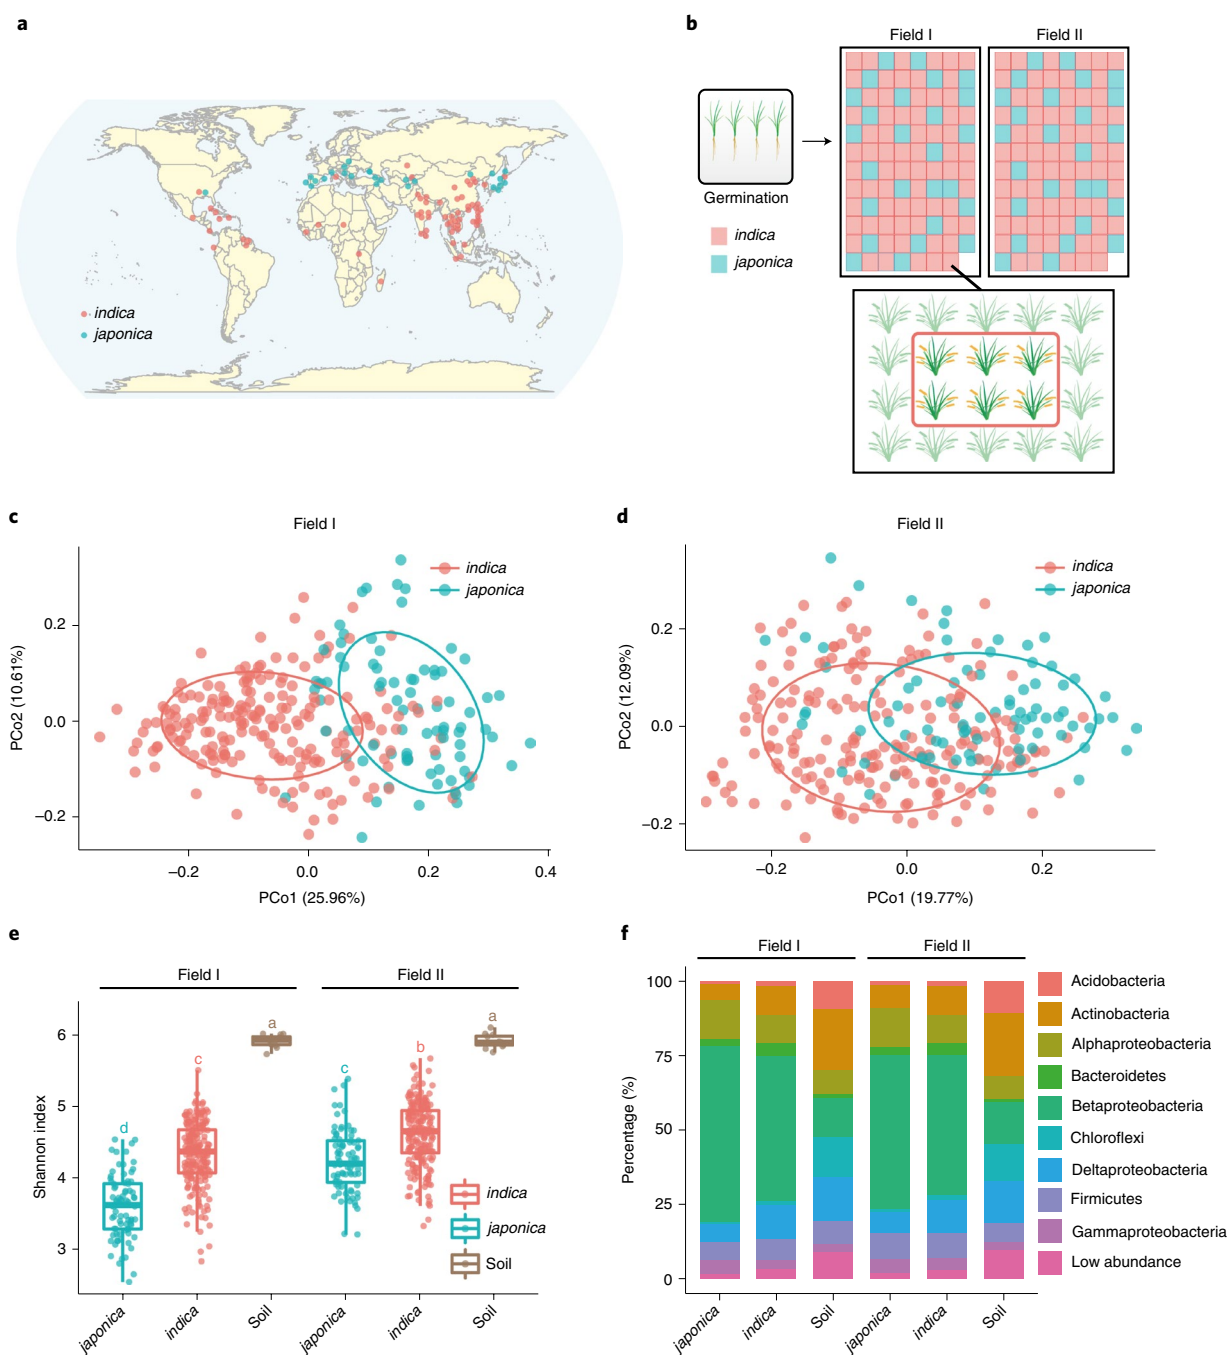 a
indica
japonica
b
Field I
Field II
Germination
indica
japonica
c
Field I
indica
japonica
PCo2 (10.61%)
0.2
0.0
–0.2
–0.2
0.0
0.2
0.4
PCo1 (25.96%)
d
Field II
indica
japonica
PCo2 (12.09%)
0.2
0.0
–0.2
–0.2
0.0
0.2
PCo1 (19.77%)
e
Field I
Field II
Shannon index
6
5
4
3
d
c
a
c
b
a
indica
japonica
Soil
japonica
indica
Soil
japonica
indica
Soil
f
Field I
Field II
Percentage (%)
100
75
50
25
0
Acidobacteria
Actinobacteria
Alphaproteobacteria
Bacteroidetes
Betaproteobacteria
Chloroflexi
Deltaproteobacteria
Firmicutes
Gammaproteobacteria
Low abundance
japonica
indica
Soil
japonica
indica
Soil